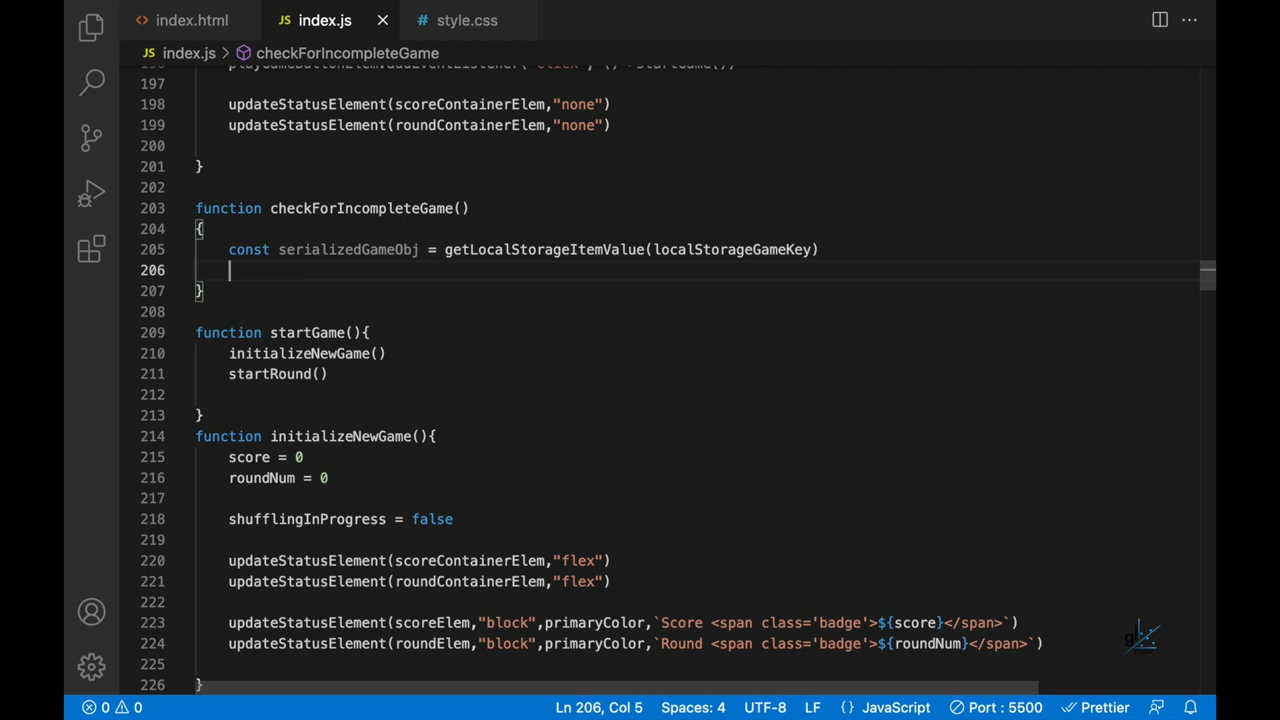 index.html
JS index.js
# style.css
JS index.js > checkForIncompleteGame
197
198 updateStatusElement(scoreContainerElem,"none")
199 updateStatusElement(roundContainerElem,"none")
200
201 }
202
203 function checkForIncompleteGame()
204 {
205 const serializedGameObj = getLocalStorageItemValue(localStorageGameKey)
206
207 }
208
209 function startGame(){
210 initializeNewGame()
211 startRound()
212
213 }
214 function initializeNewGame(){
215 score = 0
216 roundNum = 0
217
218 shufflingInProgress = false
219
220 updateStatusElement(scoreContainerElem,"flex")
221 updateStatusElement(roundContainerElem,"flex")
222
223 updateStatusElement(scoreElem,"block",primaryColor,`Score <span class='badge'>${score}</span>`)
224 updateStatusElement(roundElem,"block",primaryColor,`Round <span class='badge'>${roundNum}</span>`)
225
226 }
0 0 Ln 206, Col 5 Spaces: 4 UTF-8 LF {} JavaScript Port : 5500 Prettier